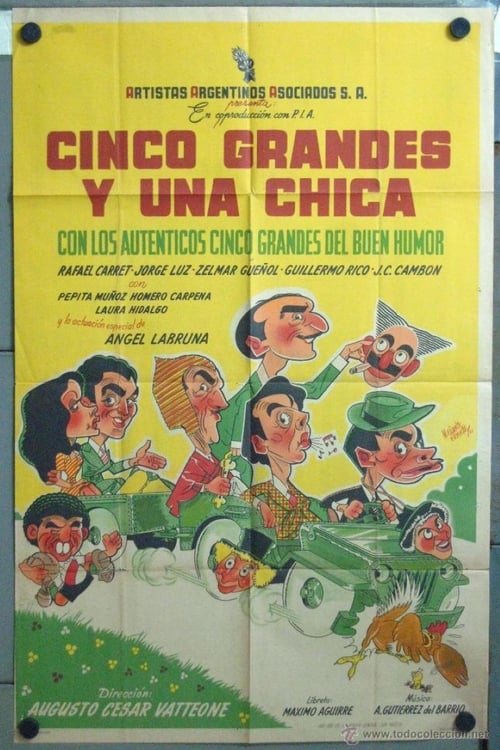 ARTISTAS ARGENTINOS ASOCIADOS S. A.
presenta:
En coproducción con P.I.A.
CINCO GRANDES
Y UNA CHICA
CON LOS AUTENTICOS CINCO GRANDES DEL BUEN HUMOR
RAFAEL CARRET - JORGE LUZ - ZELMAR GUEÑOL - GUILLERMO RICO - J.C. CAMBON
con
PEPITA MUÑOZ HOMERO CARPENA
LAURA HIDALGO
y la actuación especial de
ANGEL LABRUNA
Dirección:
AUGUSTO CESAR VATTEONE
Libreto:
MAXIMO AGUIRRE
Música:
A. GUTIERREZ del BARRIO
todocoleccion.net